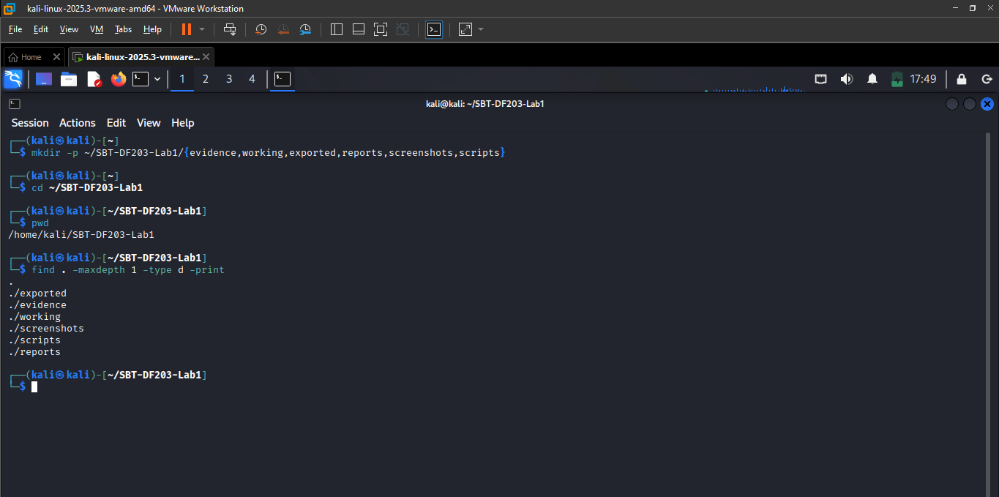 kali-linux-2025.3-vmware-amd64 - VMware Workstation
File Edit View VM Tabs Help
Home kali-linux-2025.3-vmware...
1 2 3 4 17:49
kali@kali: ~/SBT-DF203-Lab1
Session Actions Edit View Help
┌──(kali㉿kali)-[~]
└─$ mkdir -p ~/SBT-DF203-Lab1/{evidence,working,exported,reports,screenshots,scripts}
┌──(kali㉿kali)-[~]
└─$ cd ~/SBT-DF203-Lab1
┌──(kali㉿kali)-[~/SBT-DF203-Lab1]
└─$ pwd
/home/kali/SBT-DF203-Lab1
┌──(kali㉿kali)-[~/SBT-DF203-Lab1]
└─$ find . -maxdepth 1 -type d -print
.
./exported
./evidence
./working
./screenshots
./scripts
./reports
┌──(kali㉿kali)-[~/SBT-DF203-Lab1]
└─$